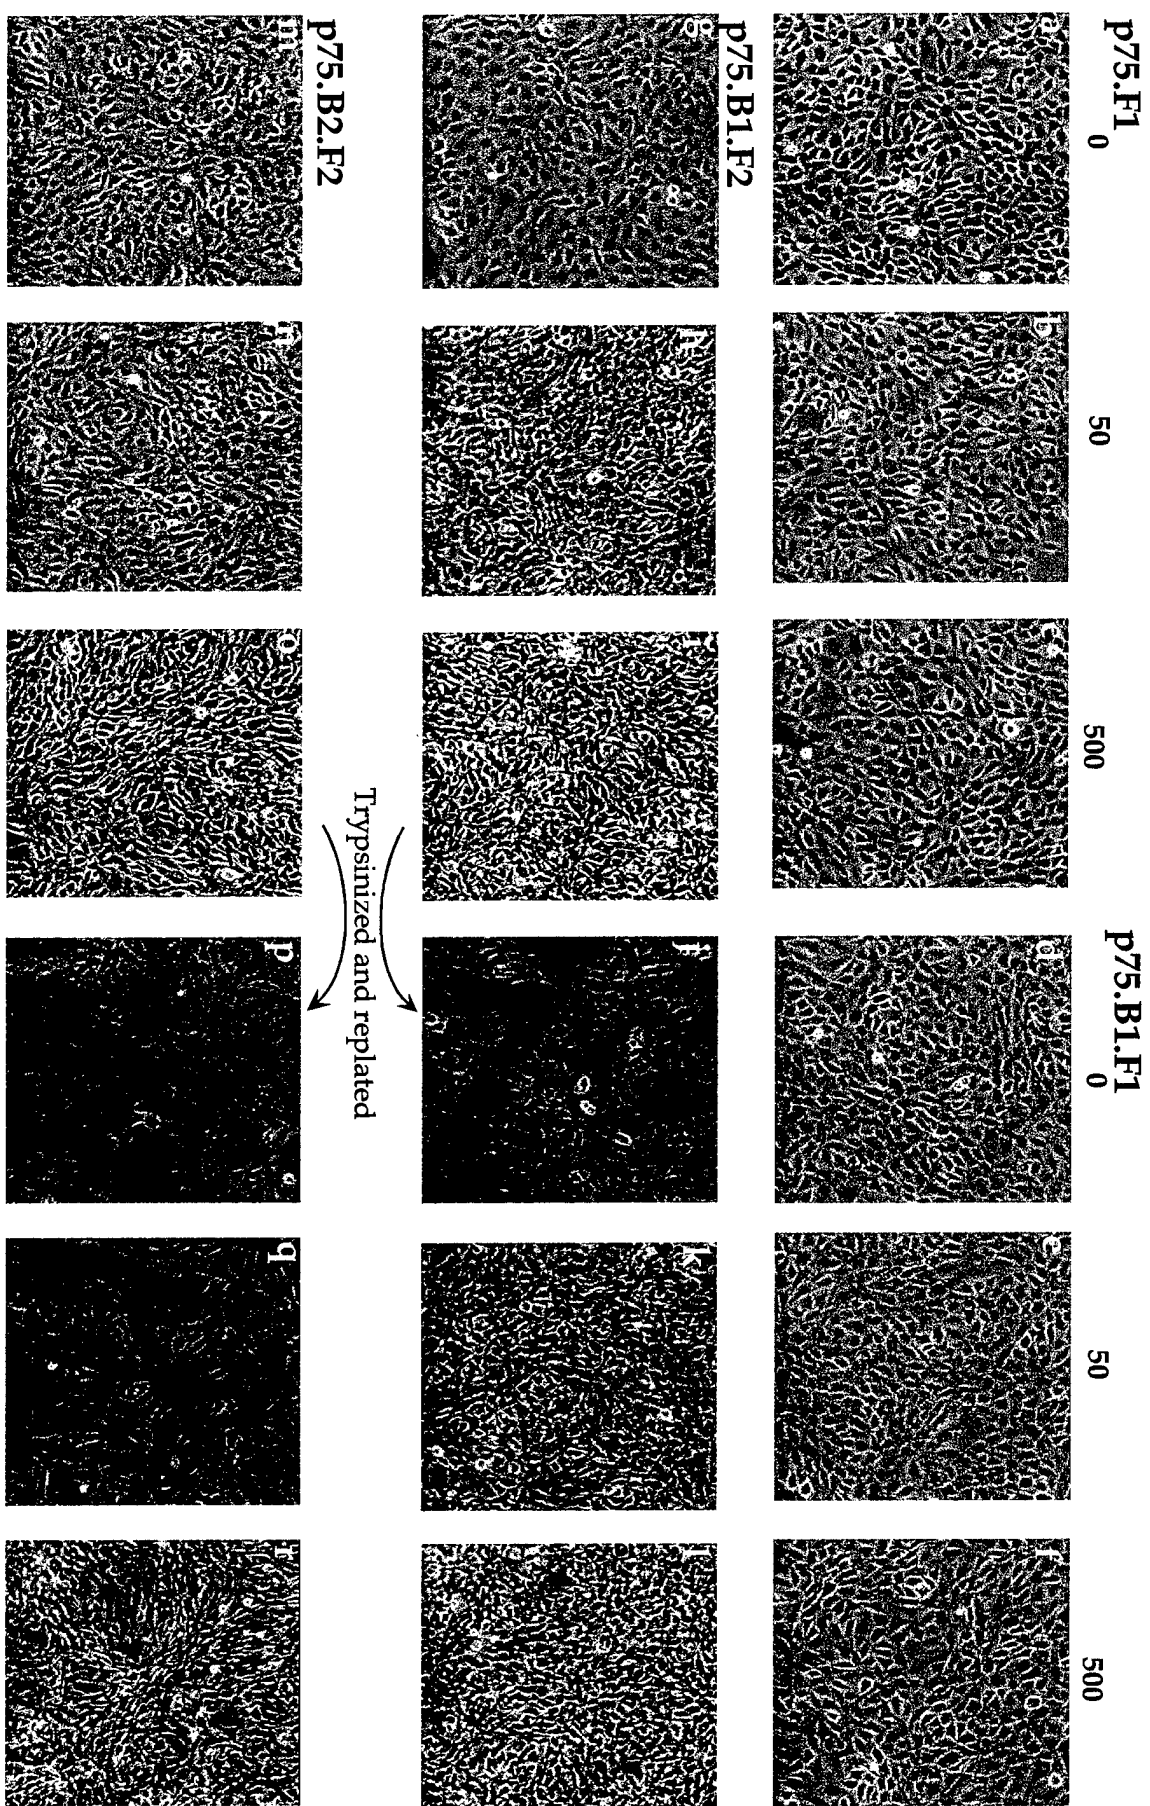 p75.F1
p75.B1.F1
0
50
500
0
50
500
a
b
c
d
e
f
p75.B1.F2
g
h
i
j
k
l
Trypsinized and replated
p75.B2.F2
m
n
o
p
q
r